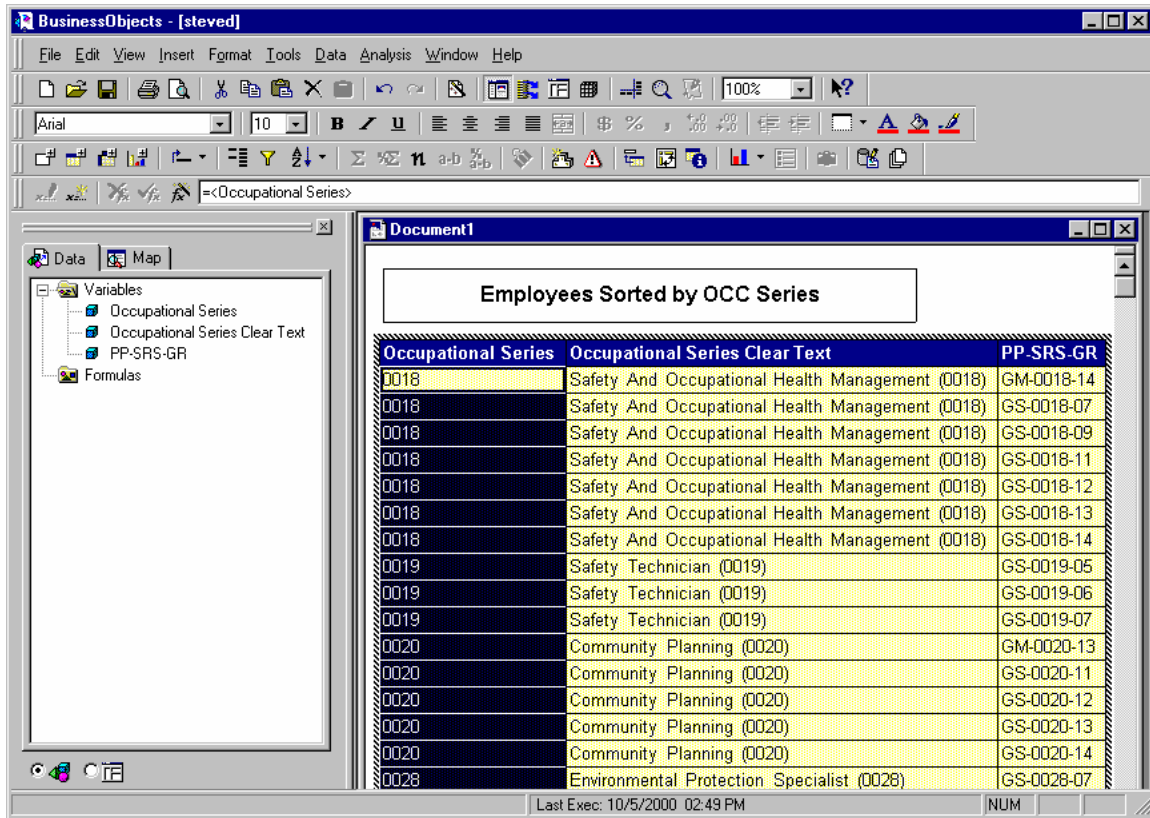 BusinessObjects - [steved]
File Edit View Insert Format Tools Data Analysis Window Help
100%
Arial 10 B I U $ % ,
Σ n a-b
=<Occupational Series>
Data Map
Variables
Occupational Series
Occupational Series Clear Text
PP-SRS-GR
Formulas
Document1
Employees Sorted by OCC Series
Occupational Series Occupational Series Clear Text PP-SRS-GR
0018 Safety And Occupational Health Management (0018) GM-0018-14
0018 Safety And Occupational Health Management (0018) GS-0018-07
0018 Safety And Occupational Health Management (0018) GS-0018-09
0018 Safety And Occupational Health Management (0018) GS-0018-11
0018 Safety And Occupational Health Management (0018) GS-0018-12
0018 Safety And Occupational Health Management (0018) GS-0018-13
0018 Safety And Occupational Health Management (0018) GS-0018-14
0019 Safety Technician (0019) GS-0019-05
0019 Safety Technician (0019) GS-0019-06
0019 Safety Technician (0019) GS-0019-07
0020 Community Planning (0020) GM-0020-13
0020 Community Planning (0020) GS-0020-11
0020 Community Planning (0020) GS-0020-12
0020 Community Planning (0020) GS-0020-13
0020 Community Planning (0020) GS-0020-14
0028 Environmental Protection Specialist (0028) GS-0028-07
Last Exec: 10/5/2000 02:49 PM NUM